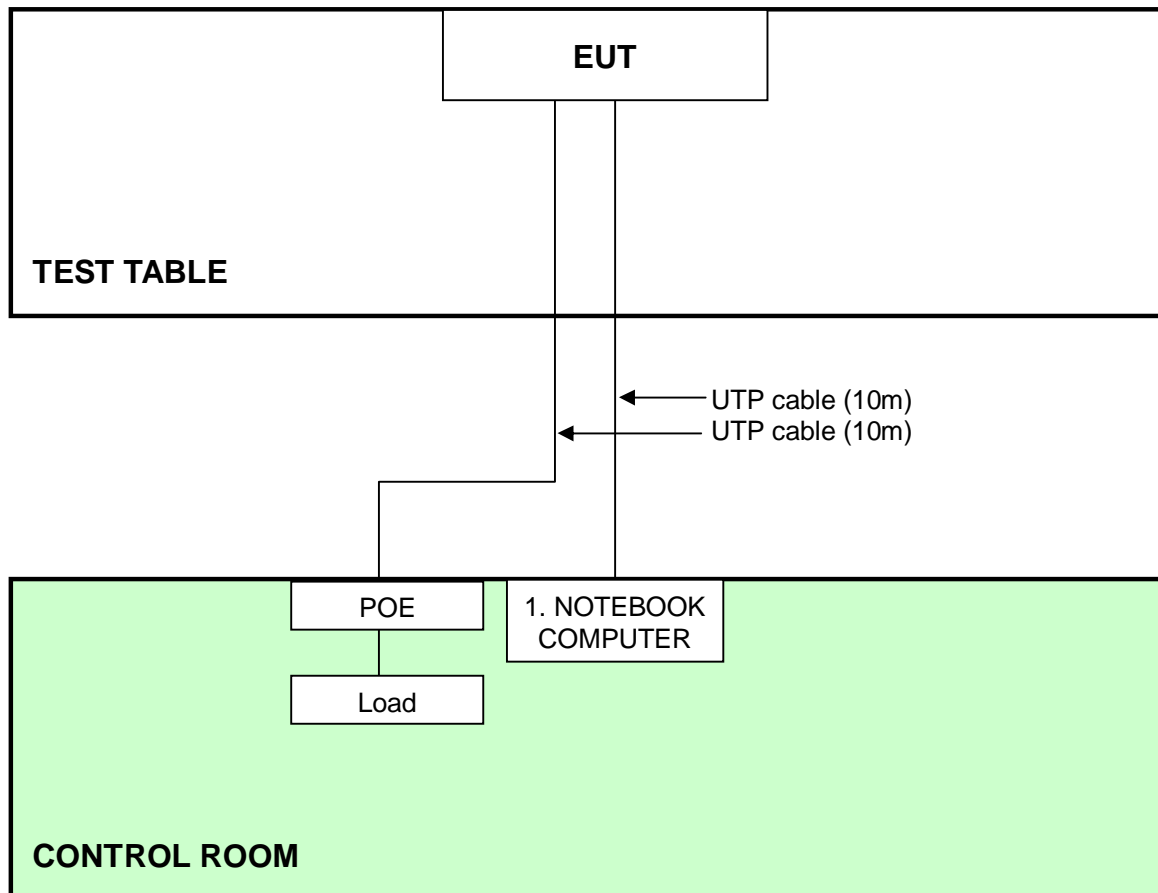 EUT
TEST TABLE
UTP cable (10m)
UTP cable (10m)
POE
1. NOTEBOOK
COMPUTER
Load
CONTROL ROOM